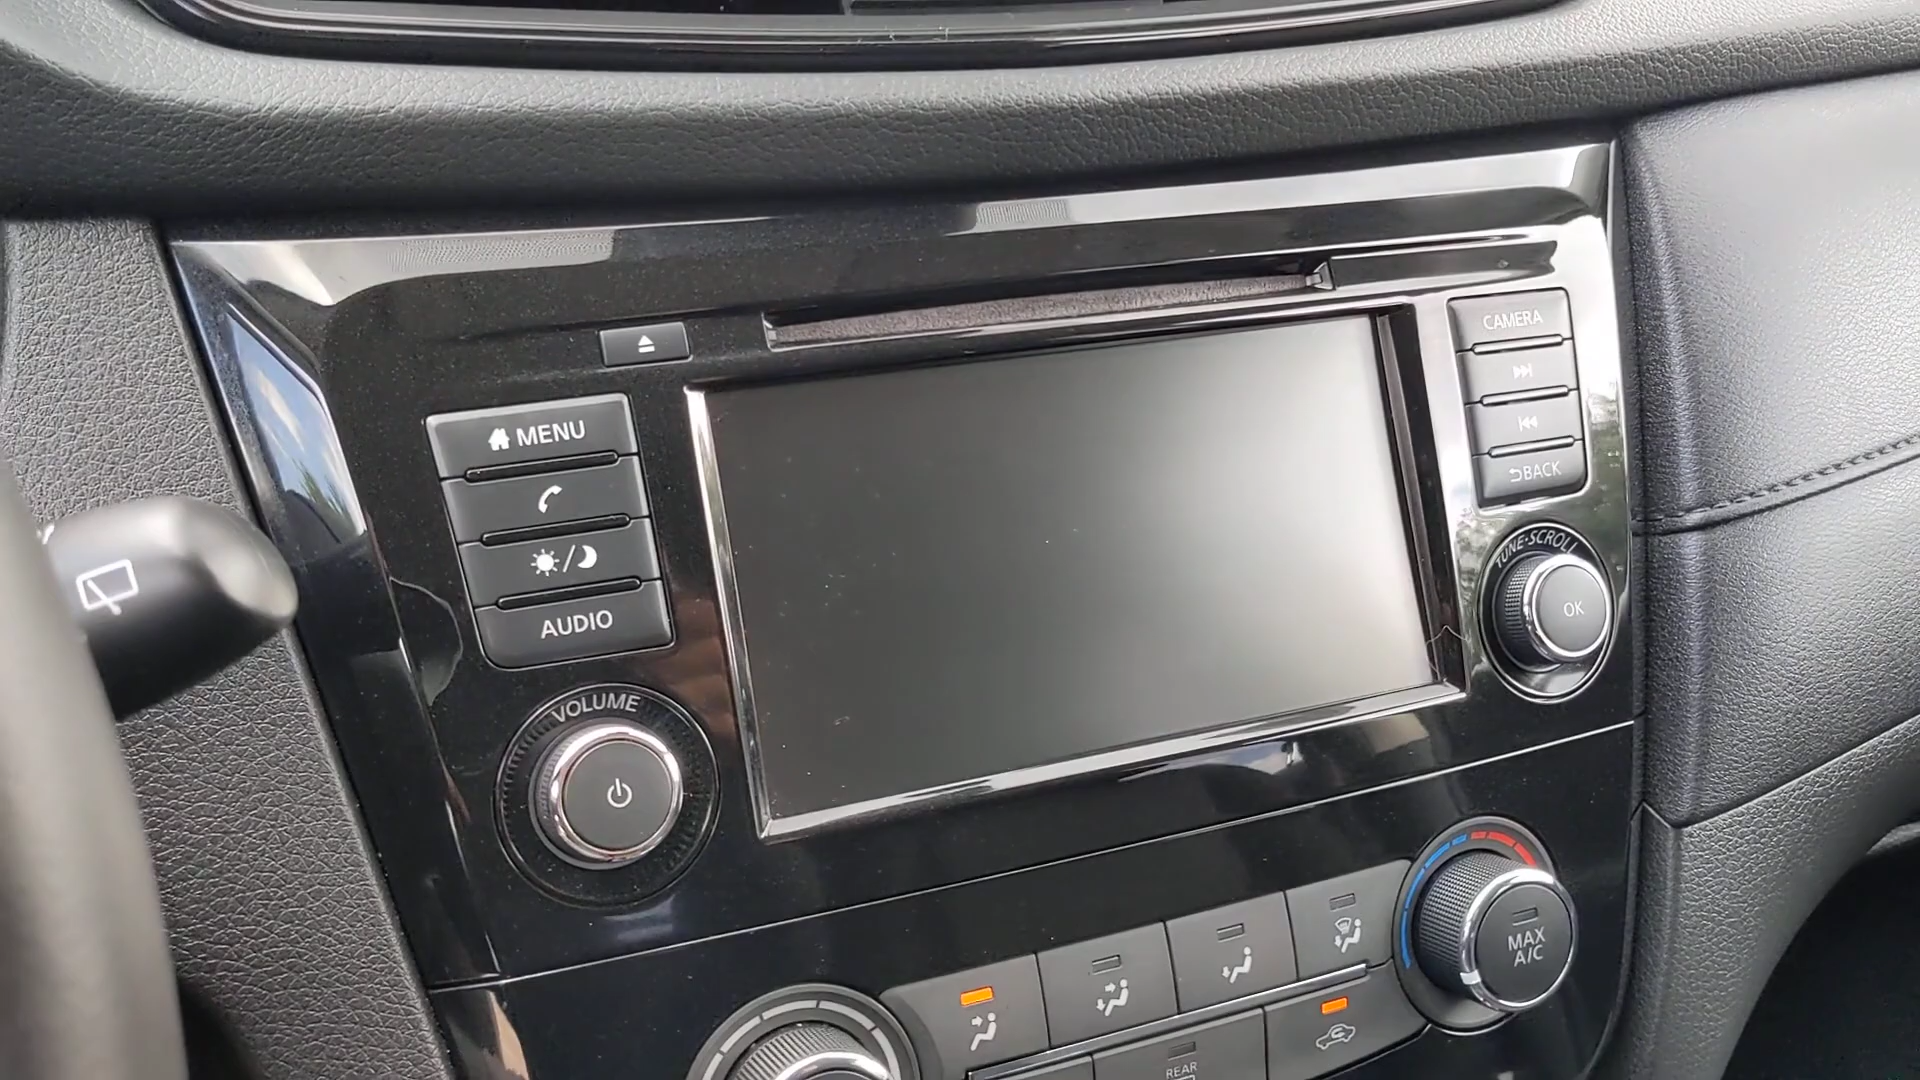 CAMERA
MENU
BACK
TUNE·SCROLL
OK
AUDIO
VOLUME
MAX
A/C
REAR